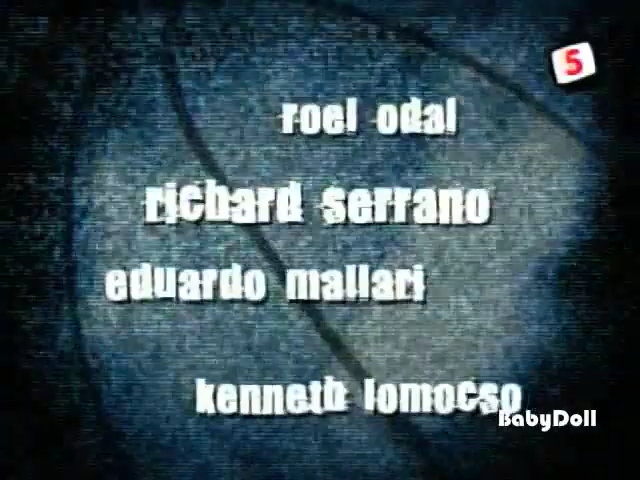 5
roel odal
richard serrano
eduardo mallari
kenneth lomocso
BabyDoll